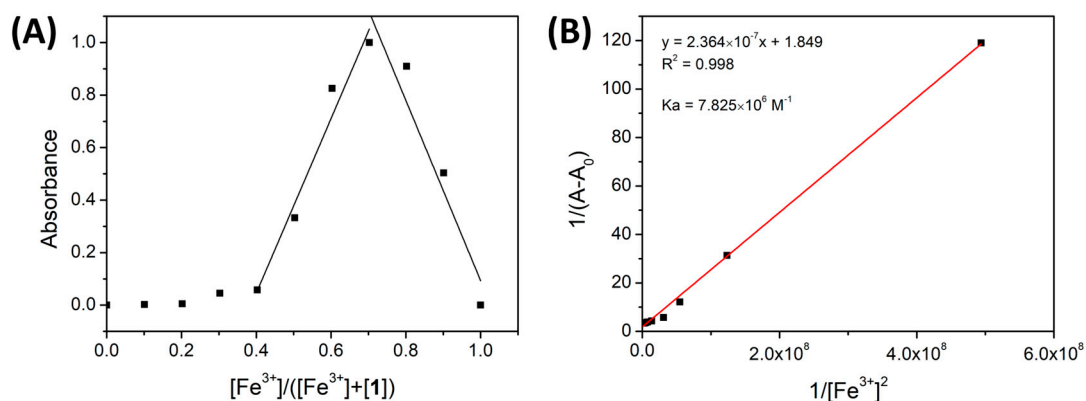 (A)
1.0
0.8
0.6
0.4
0.2
0.0
Absorbance
0.0 0.2 0.4 0.6 0.8 1.0
[Fe³⁺]/([Fe³⁺]+[1])
(B)
y = 2.364×10⁻⁷x + 1.849
R² = 0.998
Ka = 7.825×10⁶ M⁻¹
120
100
80
60
40
20
0
1/(A-A₀)
0.0 2.0x10⁸ 4.0x10⁸ 6.0x10⁸
1/[Fe³⁺]²